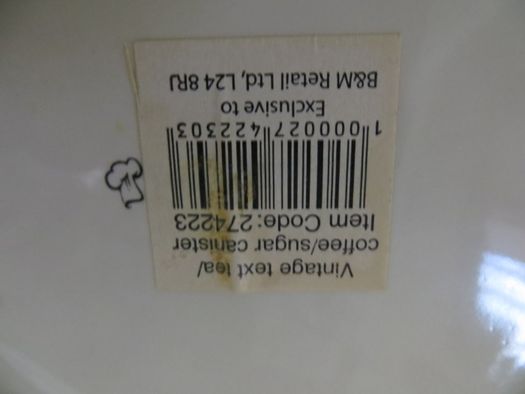 Vintage text tea/
coffee/sugar canister
Item Code: 274223
1 000027 422303
Exclusive to
B&M Retail Ltd, L24 8RJ